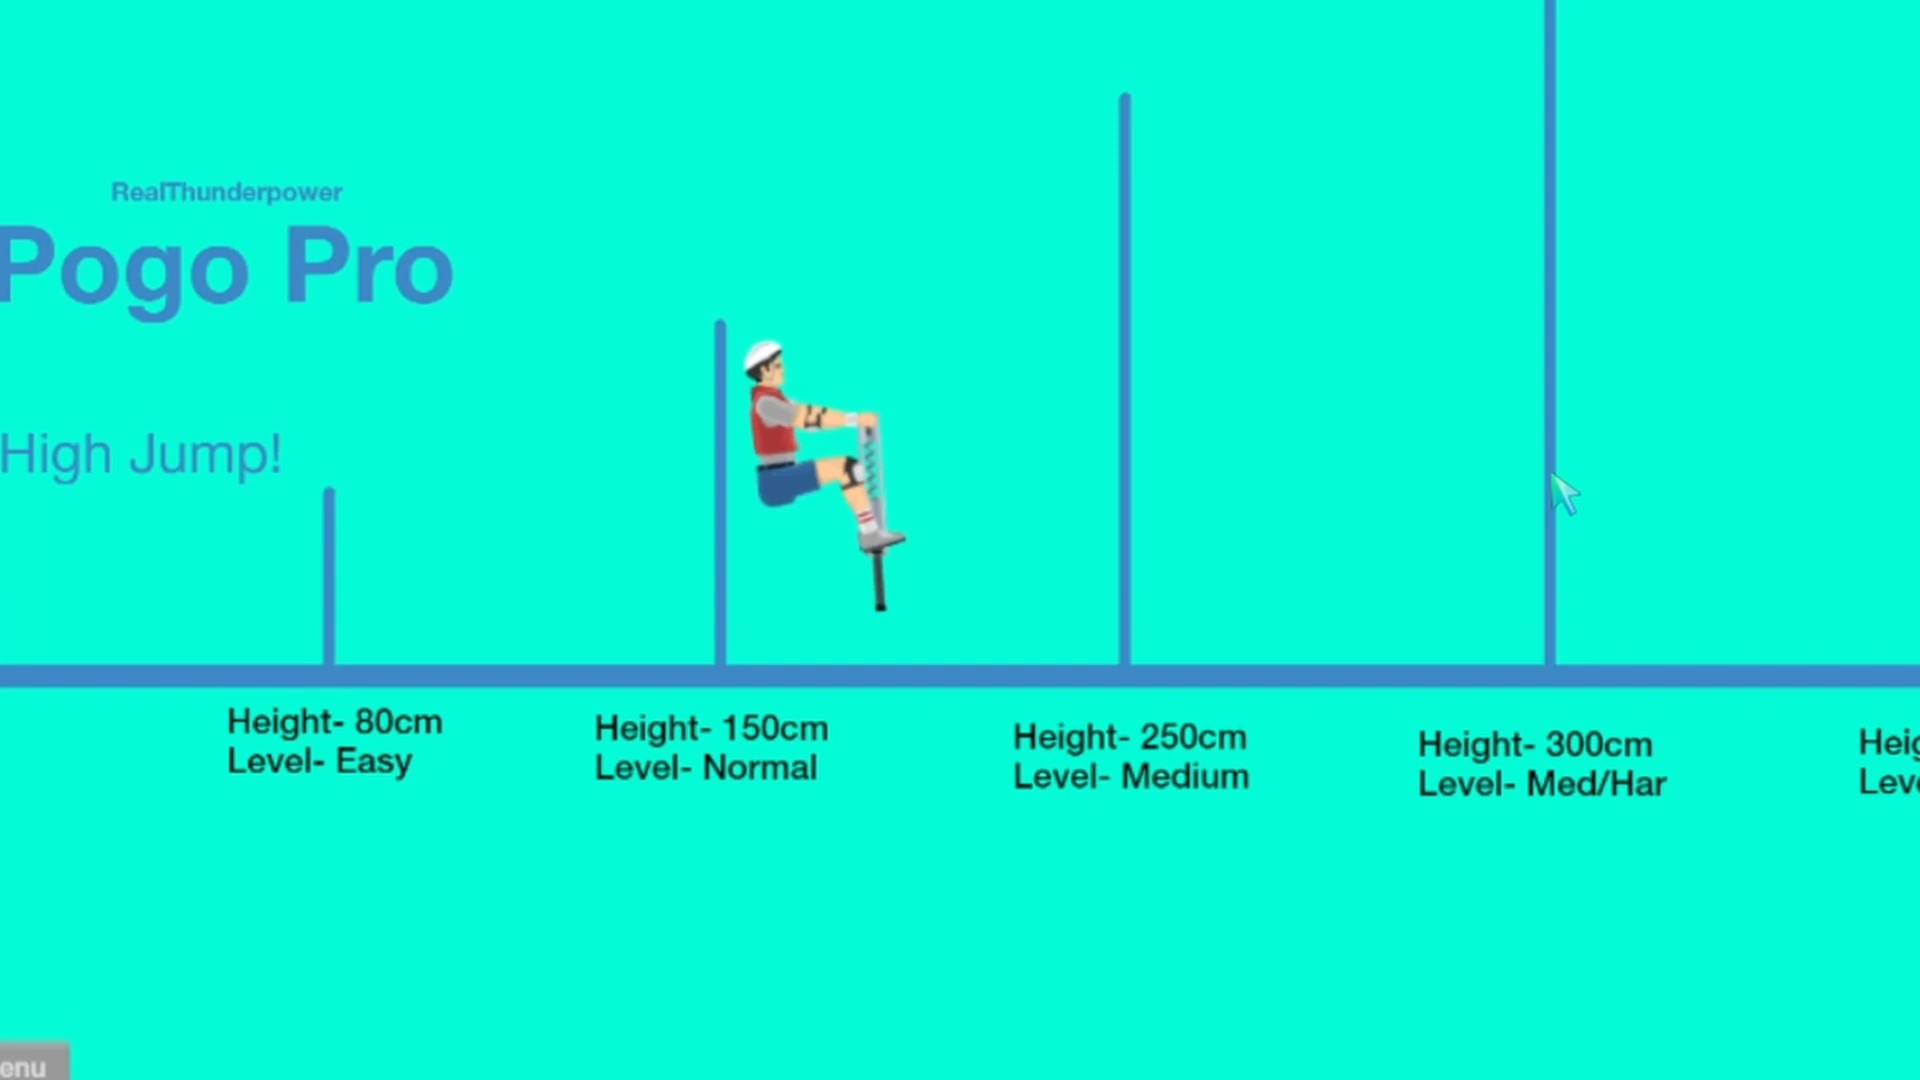 RealThunderpower
Pogo Pro
High Jump!
Height- 80cm
Level- Easy
Height- 150cm
Level- Normal
Height- 250cm
Level- Medium
Height- 300cm
Level- Med/Har